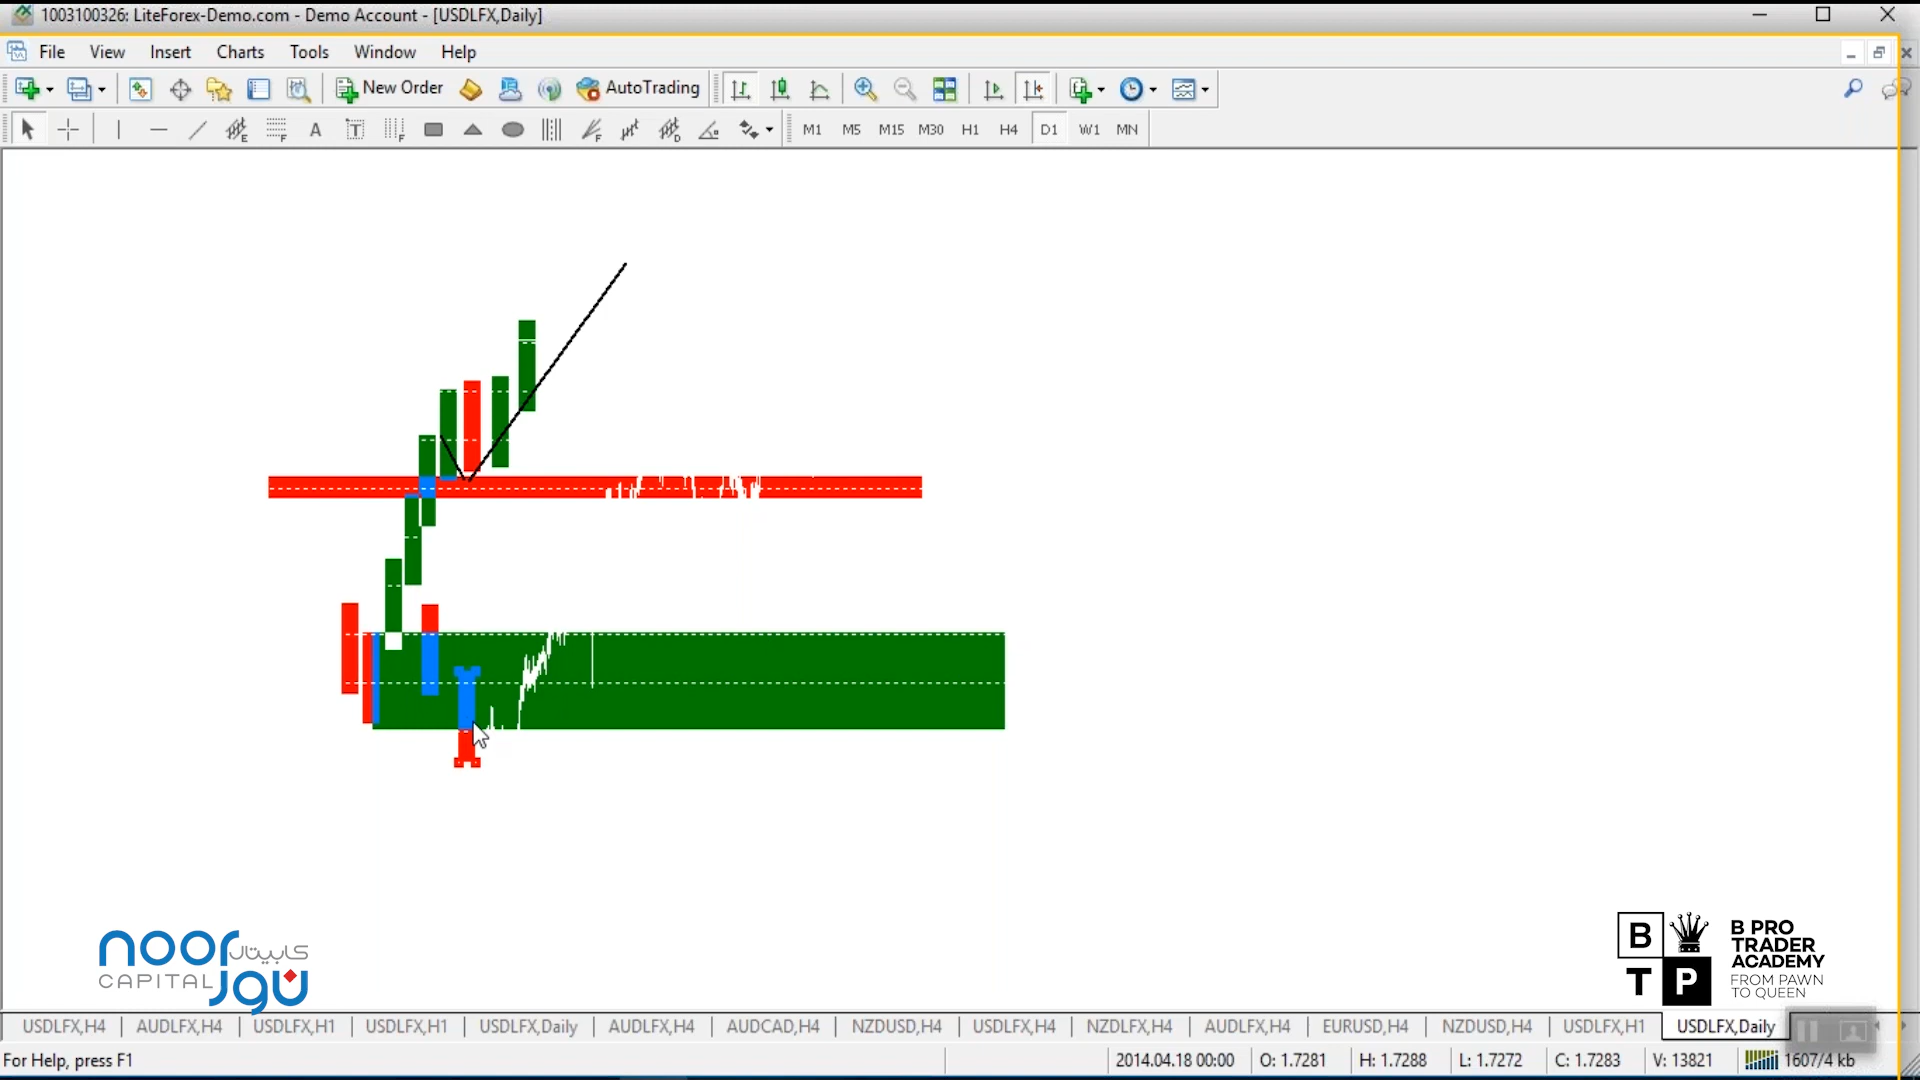 1003100326: LiteForex-Demo.com - Demo Account - [USDLFX,Daily]
File View Insert Charts Tools Window Help
New Order AutoTrading
A T M1 M5 M15 M30 H1 H4 D1 W1 MN
noor كابيتال
CAPITAL نور
B T P
B PRO
TRADER
ACADEMY
FROM PAWN
TO QUEEN
USDLFX,H4 AUDLFX,H4 USDLFX,H1 USDLFX,H1 USDLFX,Daily AUDLFX,H4 AUDCAD,H4 NZDUSD,H4 USDLFX,H4 NZDLFX,H4 AUDLFX,H4 EURUSD,H4 NZDUSD,H4 USDLFX,H1 USDLFX,Daily
For Help, press F1 2014.04.18 00:00 O: 1.7281 H: 1.7288 L: 1.7272 C: 1.7283 V: 13821 1607/4 kb